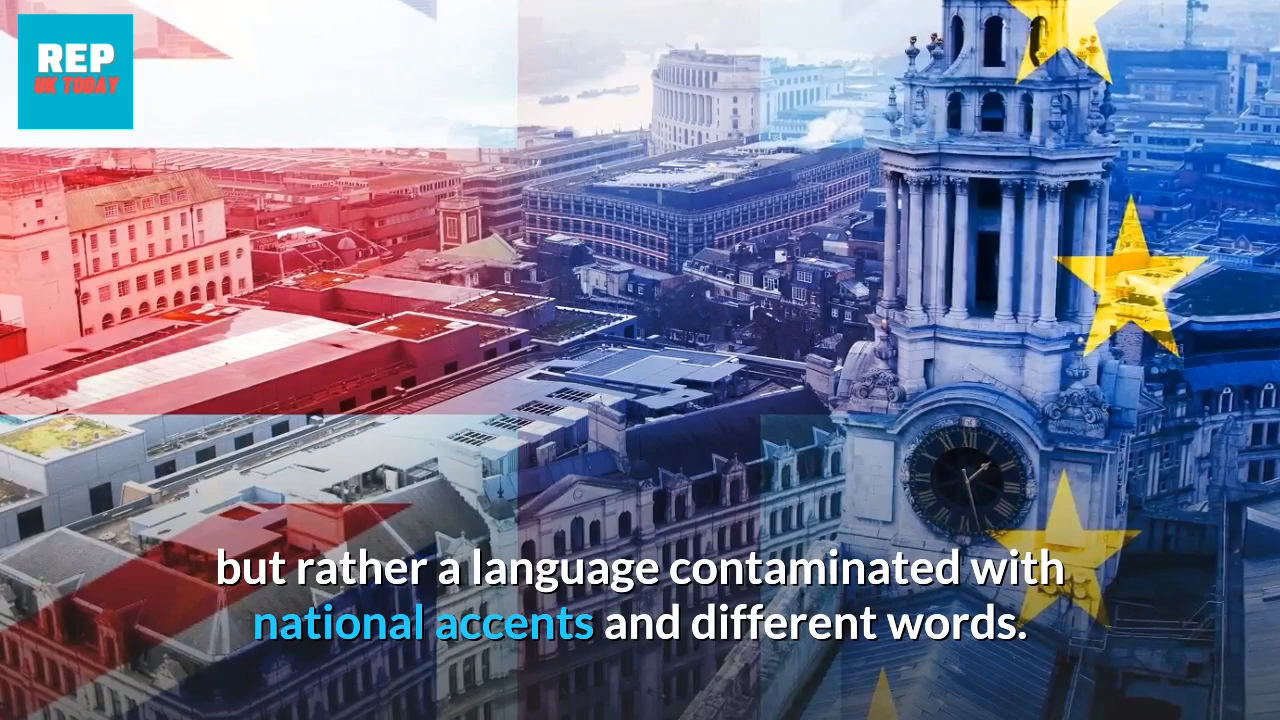 REP
UK TODAY
but rather a language contaminated with
national accents and different words.